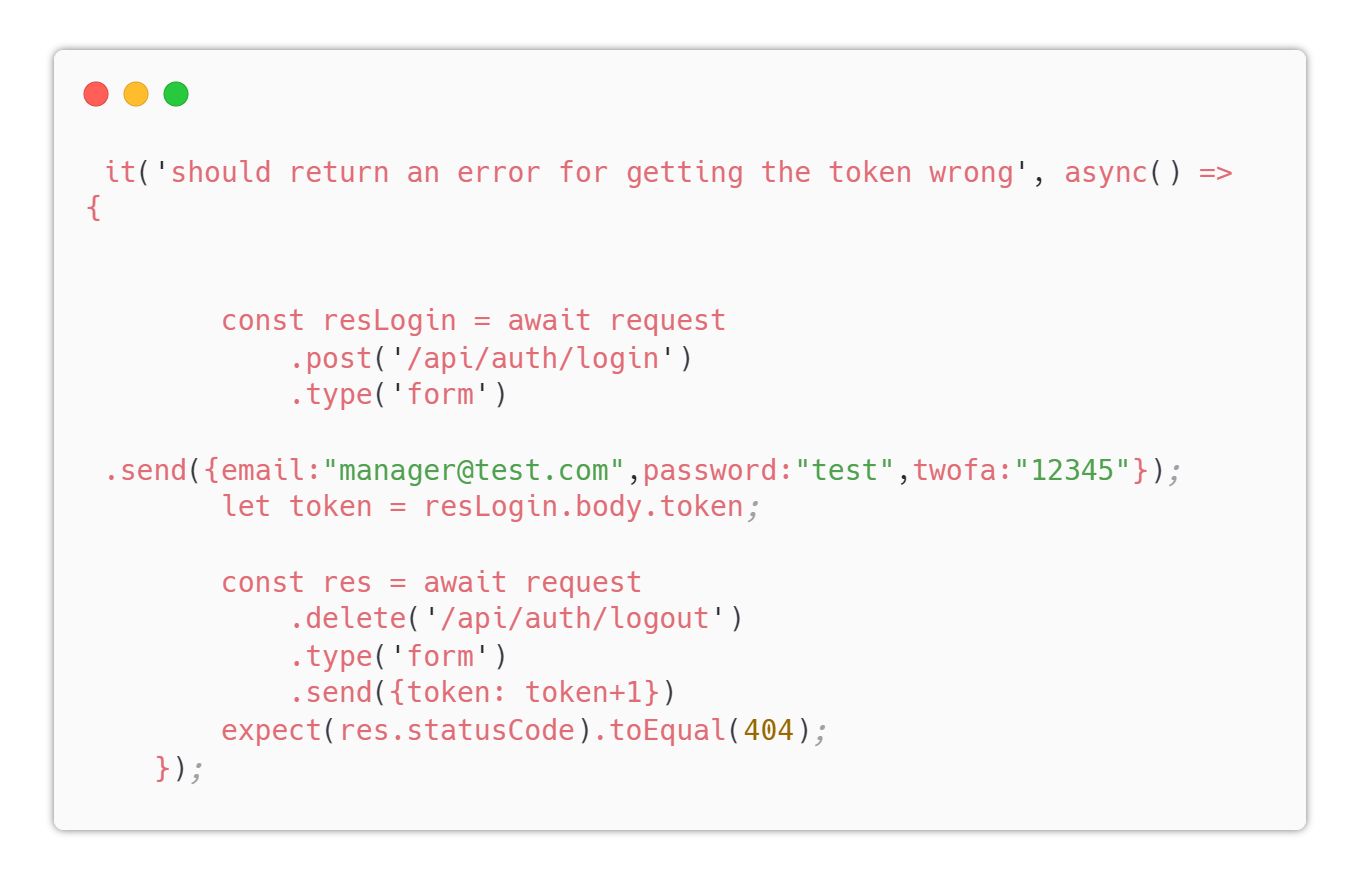 it('should return an error for getting the token wrong', async() =>
{
const resLogin = await request
.post('/api/auth/login')
.type('form')
.send({email:"manager@test.com",password:"test",twofa:"12345"});
let token = resLogin.body.token;
const res = await request
.delete('/api/auth/logout')
.type('form')
.send({token: token+1})
expect(res.statusCode).toEqual(404);
});